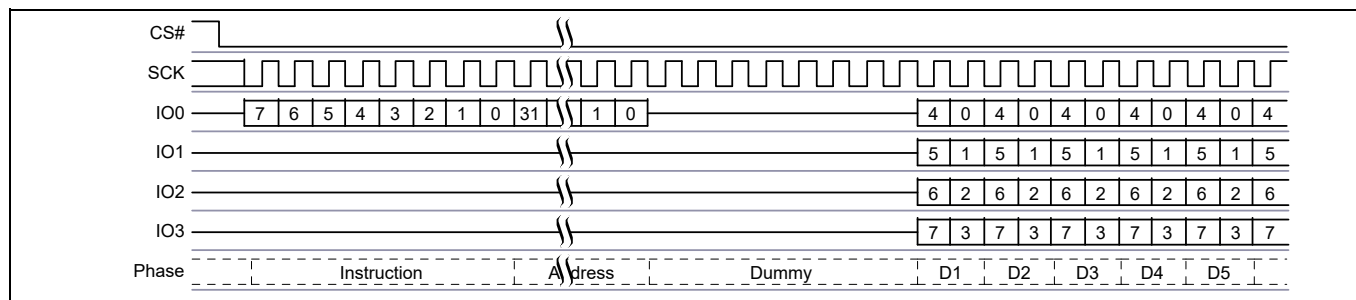 CS#
SCK
IO0 7 6 5 4 3 2 1 0 31 1 0 4 0 4 0 4 0 4 0 4 0 4
IO1 5 1 5 1 5 1 5 1 5 1 5
IO2 6 2 6 2 6 2 6 2 6 2 6
IO3 7 3 7 3 7 3 7 3 7 3 7
Phase Instruction Address Dummy D1 D2 D3 D4 D5